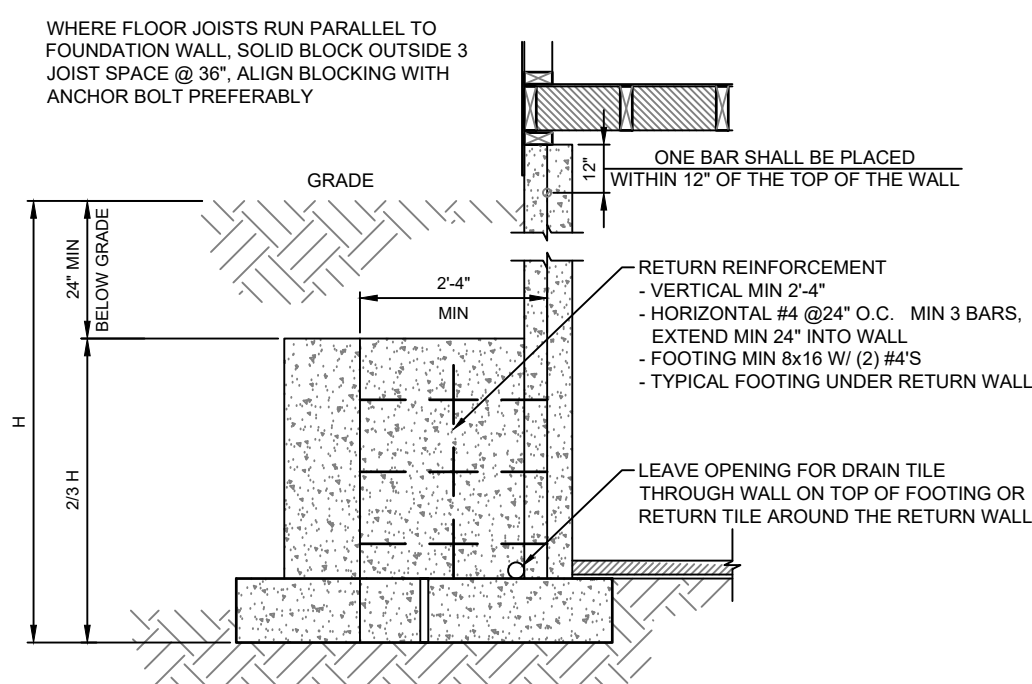 WHERE FLOOR JOISTS RUN PARALLEL TO
FOUNDATION WALL, SOLID BLOCK OUTSIDE 3
JOIST SPACE @ 36", ALIGN BLOCKING WITH
ANCHOR BOLT PREFERABLY
12"
ONE BAR SHALL BE PLACED
WITHIN 12" OF THE TOP OF THE WALL
GRADE
24" MIN
BELOW GRADE
2'-4"
MIN
RETURN REINFORCEMENT
- VERTICAL MIN 2'-4"
- HORIZONTAL #4 @24" O.C. MIN 3 BARS,
EXTEND MIN 24" INTO WALL
- FOOTING MIN 8x16 W/ (2) #4'S
- TYPICAL FOOTING UNDER RETURN WALL
H
2/3 H
LEAVE OPENING FOR DRAIN TILE
THROUGH WALL ON TOP OF FOOTING OR
RETURN TILE AROUND THE RETURN WALL